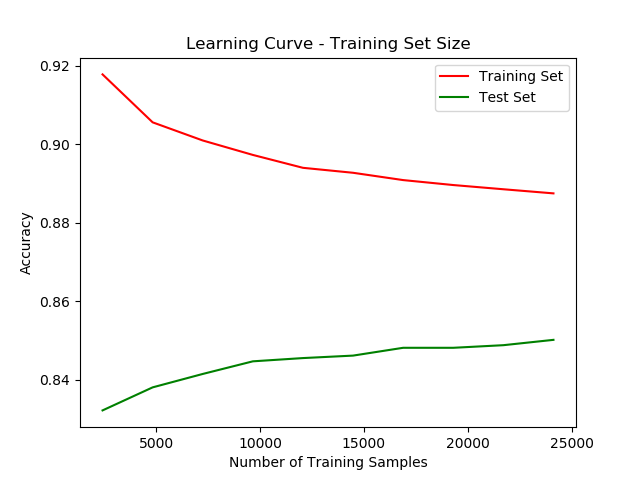 Learning Curve - Training Set Size
Training Set
Test Set
0.92
0.90
0.88
0.86
0.84
Accuracy
5000
10000
15000
20000
25000
Number of Training Samples